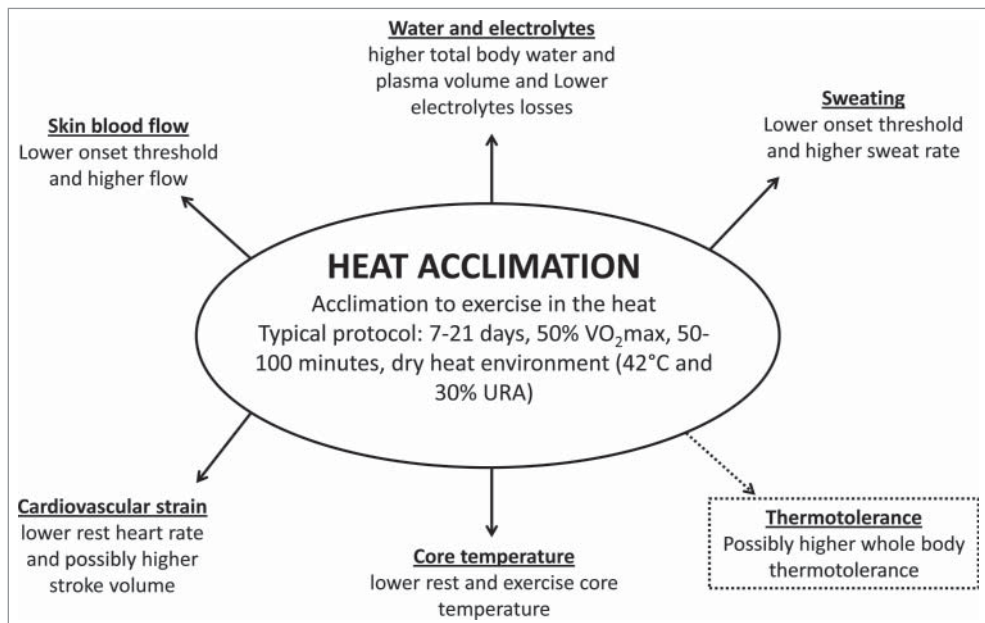 Water and electrolytes
higher total body water and
plasma volume and Lower
electrolytes losses
Skin blood flow
Lower onset threshold
and higher flow
Sweating
Lower onset threshold
and higher sweat rate
HEAT ACCLIMATION
Acclimation to exercise in the heat
Typical protocol: 7-21 days, 50% VO₂max, 50-
100 minutes, dry heat environment (42°C and
30% URA)
Cardiovascular strain
lower rest heart rate
and possibly higher
stroke volume
Core temperature
lower rest and exercise core
temperature
Thermotolerance
Possibly higher whole body
thermotolerance